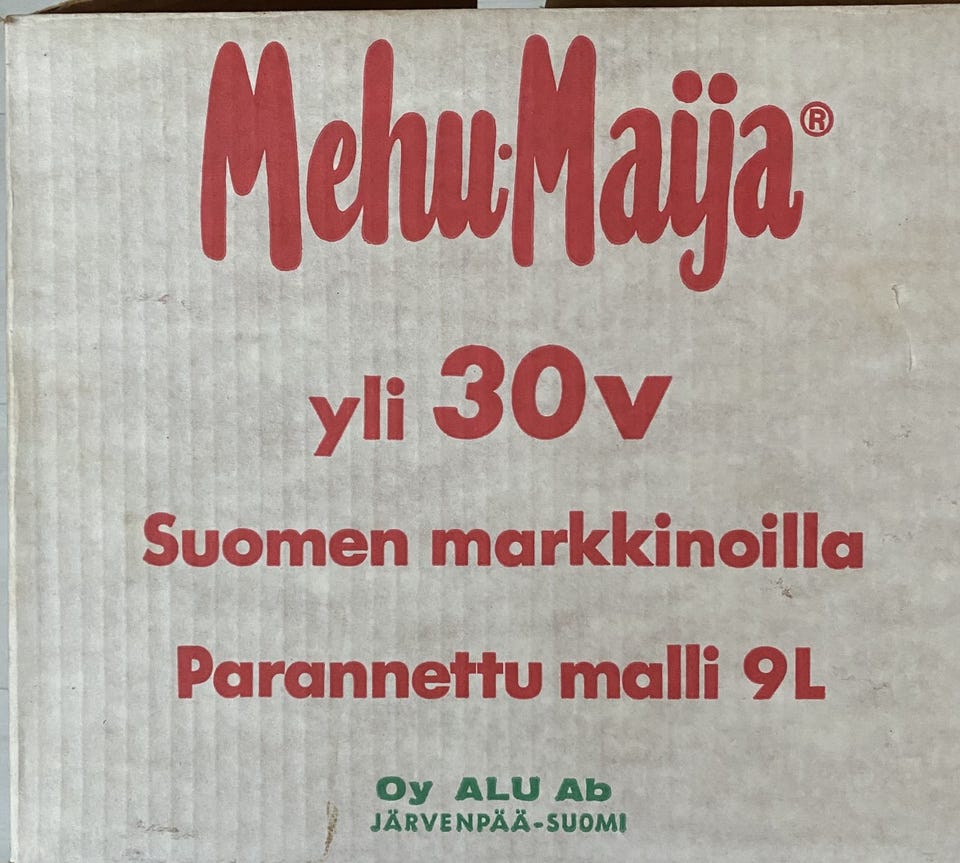 Mehu-Maija®
yli 30v
Suomen markkinoilla
Parannettu malli 9L
Oy ALU Ab
JÄRVENPÄÄ-SUOMI